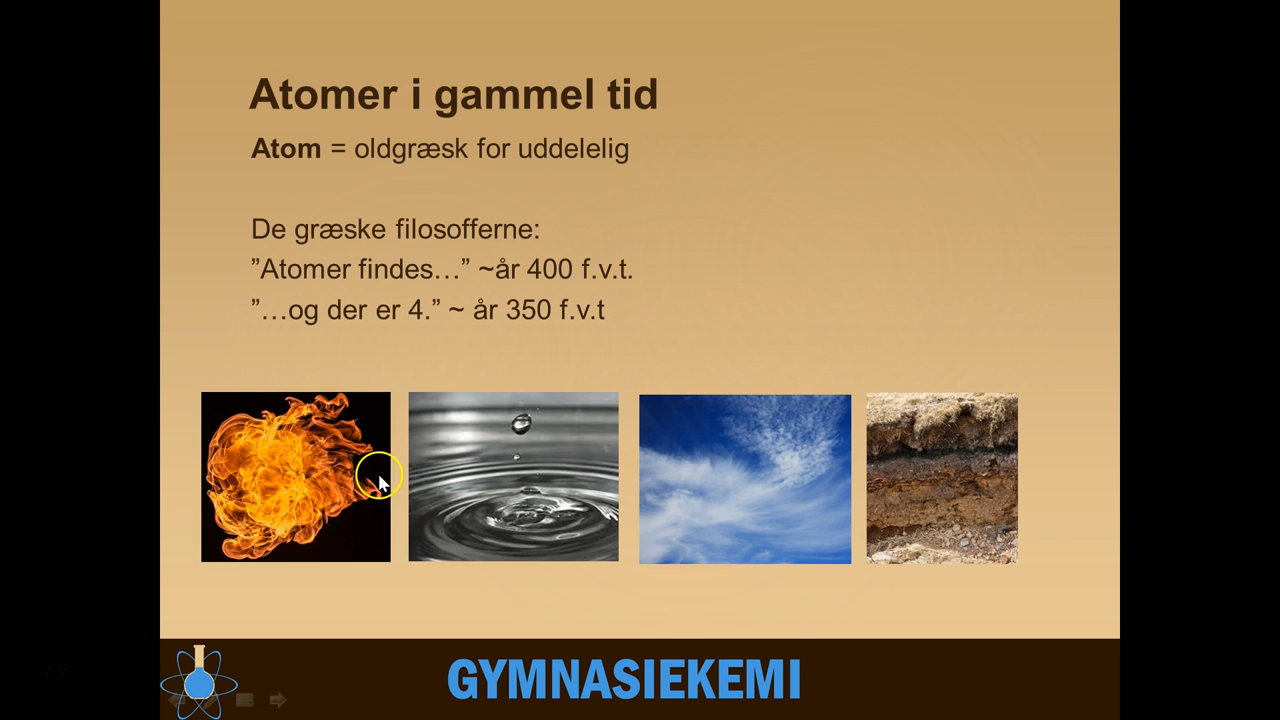 Atomer i gammel tid
Atom = oldgræsk for uddelelig
De græske filosofferne:
”Atomer findes…” ~år 400 f.v.t.
”…og der er 4.” ~ år 350 f.v.t
GYMNASIEKEMI